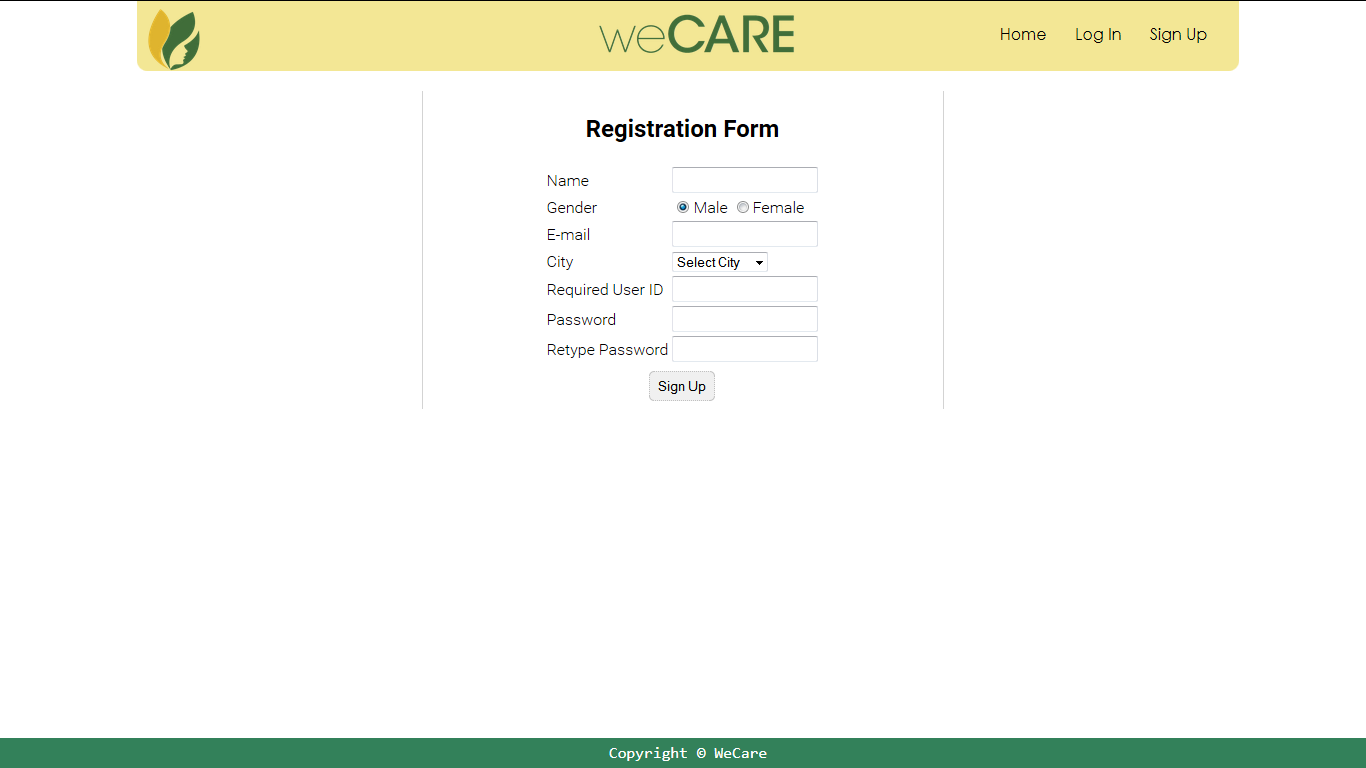 weCARE
Home Log In Sign Up
Registration Form
Name
Gender Male Female
E-mail
City Select City
Required User ID
Password
Retype Password
Sign Up
Copyright © WeCare